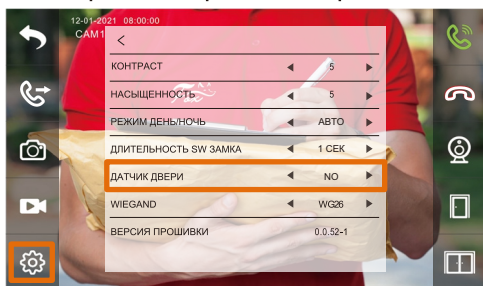 12-01-2021 08:00:00
CAM1
<
КОНТРАСТ 5
НАСЫЩЕННОСТЬ 5
РЕЖИМ ДЕНЬ/НОЧЬ АВТО
ДЛИТЕЛЬНОСТЬ SW ЗАМКА 1 СЕК
ДАТЧИК ДВЕРИ NO
WIEGAND WG26
ВЕРСИЯ ПРОШИВКИ 0.0.52-1